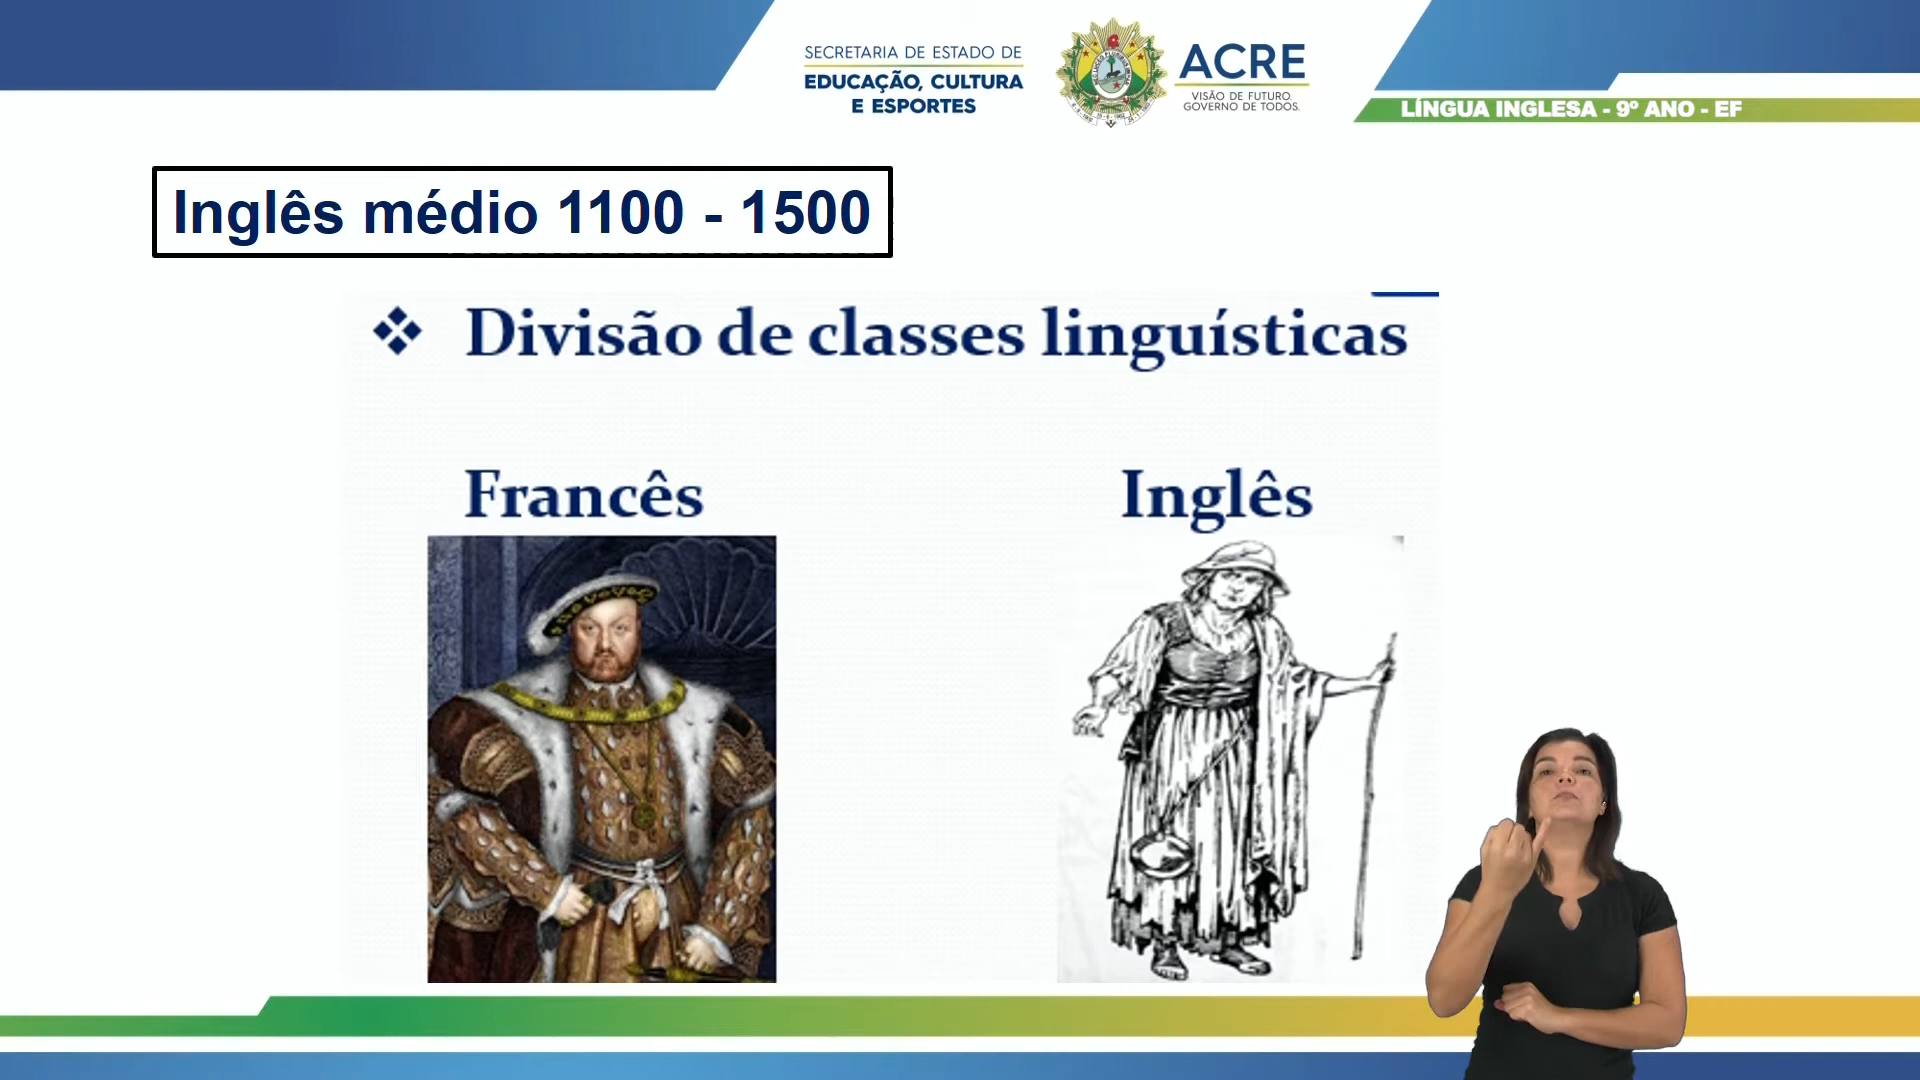 SECRETARIA DE ESTADO DE
EDUCAÇÃO, CULTURA
E ESPORTES
ACRE
VISÃO DE FUTURO.
GOVERNO DE TODOS.
LÍNGUA INGLESA - 9º ANO - EF
Inglês médio 1100 - 1500
❖ Divisão de classes linguísticas
Francês
Inglês